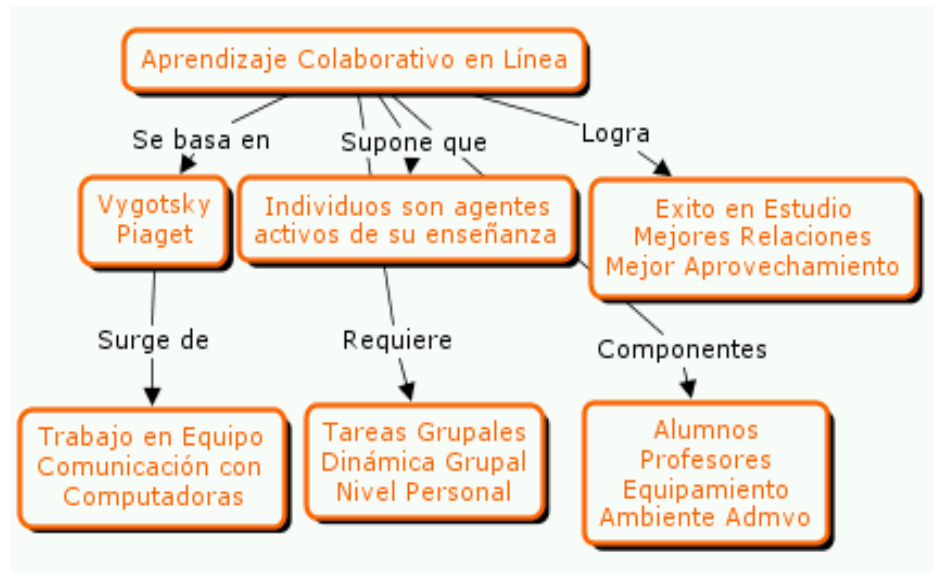 Aprendizaje Colaborativo en Línea
Se basa en
Supone que
Logra
Vygotsky
Piaget
Individuos son agentes
activos de su enseñanza
Exito en Estudio
Mejores Relaciones
Mejor Aprovechamiento
Surge de
Requiere
Componentes
Trabajo en Equipo
Comunicación con
Computadoras
Tareas Grupales
Dinámica Grupal
Nivel Personal
Alumnos
Profesores
Equipamiento
Ambiente Admvo